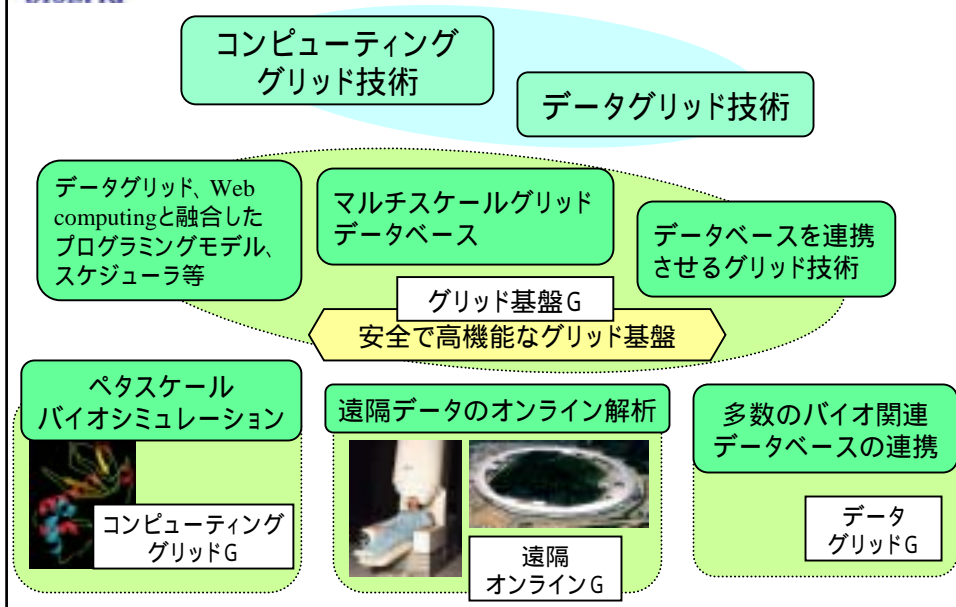 コンピューティング
グリッド技術
データグリッド技術
データグリッド、Web
computingと融合した
プログラミングモデル、
スケジューラ等
マルチスケールグリッド
データベース
データベースを連携
させるグリッド技術
グリッド基盤G
安全で高機能なグリッド基盤
ペタスケール
バイオシミュレーション
コンピューティング
グリッドG
遠隔データのオンライン解析
遠隔
オンラインG
多数のバイオ関連
データベースの連携
データ
グリッドG